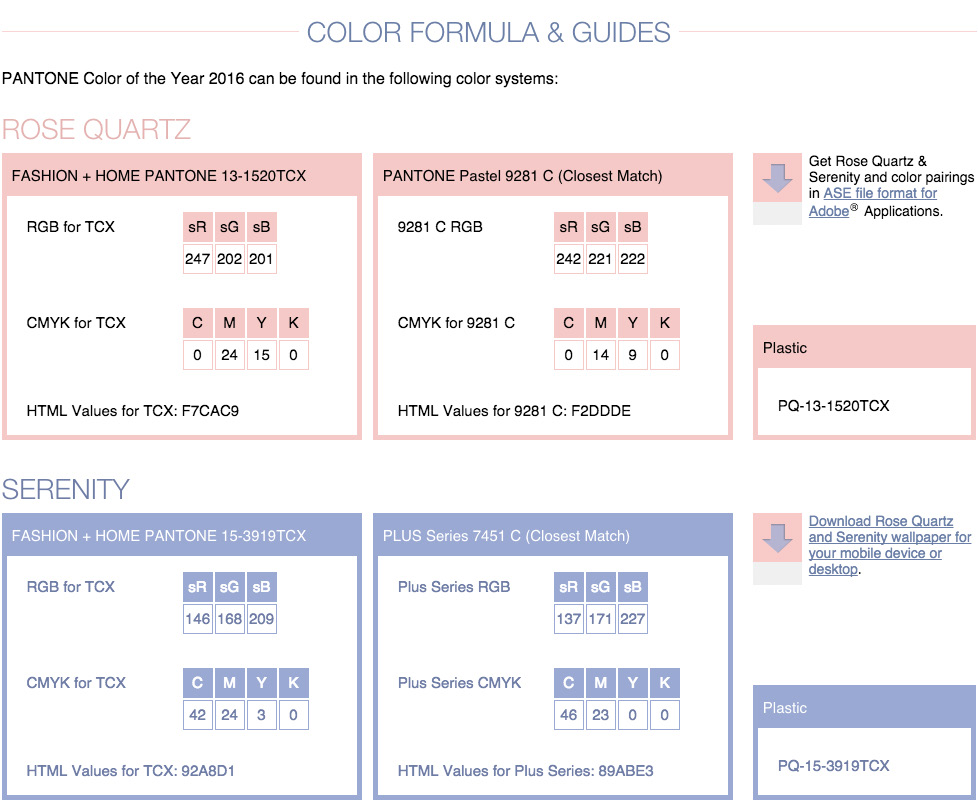 COLOR FORMULA & GUIDES
PANTONE Color of the Year 2016 can be found in the following color systems:
ROSE QUARTZ
FASHION + HOME PANTONE 13-1520TCX
RGB for TCX
sR sG sB
247 202 201
CMYK for TCX
C M Y K
0 24 15 0
HTML Values for TCX: F7CAC9
PANTONE Pastel 9281 C (Closest Match)
9281 C RGB
sR sG sB
242 221 222
CMYK for 9281 C
C M Y K
0 14 9 0
HTML Values for 9281 C: F2DDDE
Get Rose Quartz &
Serenity and color pairings
in ASE file format for
Adobe® Applications.
Plastic
PQ-13-1520TCX
SERENITY
FASHION + HOME PANTONE 15-3919TCX
RGB for TCX
sR sG sB
146 168 209
CMYK for TCX
C M Y K
42 24 3 0
HTML Values for TCX: 92A8D1
PLUS Series 7451 C (Closest Match)
Plus Series RGB
sR sG sB
137 171 227
Plus Series CMYK
C M Y K
46 23 0 0
HTML Values for Plus Series: 89ABE3
Download Rose Quartz
and Serenity wallpaper for
your mobile device or
desktop.
Plastic
PQ-15-3919TCX